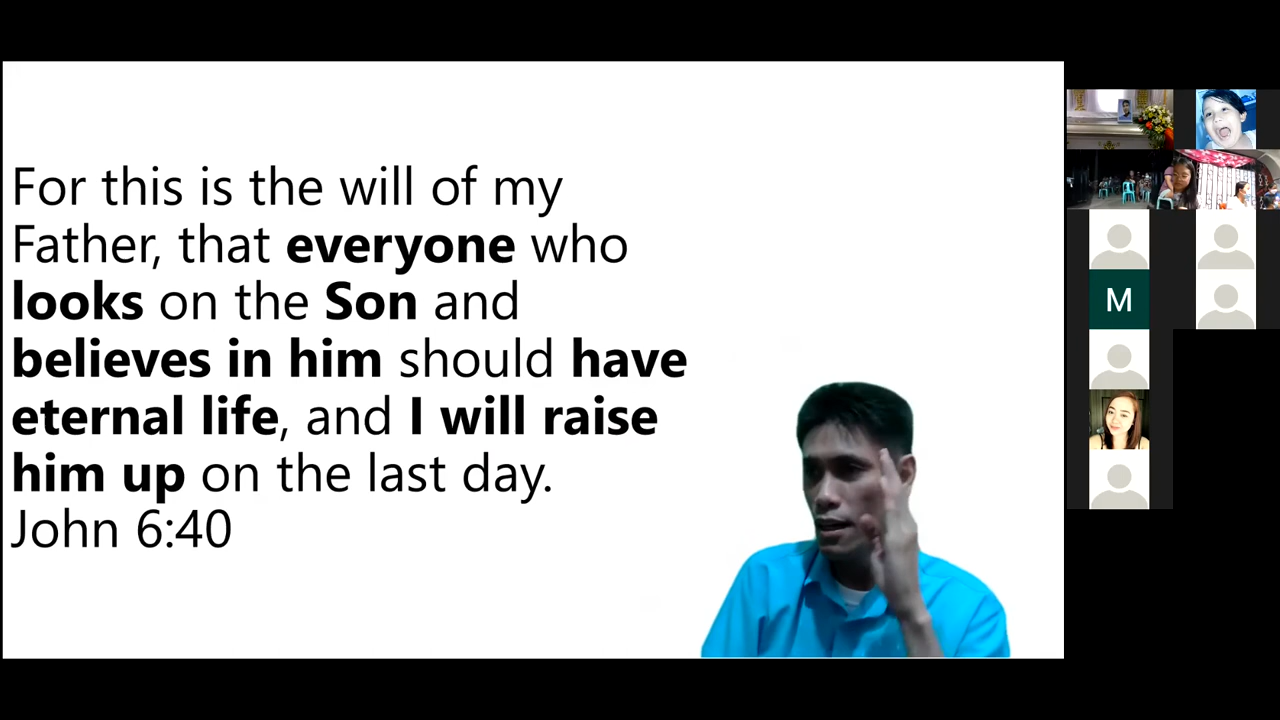 For this is the will of my
Father, that everyone who
looks on the Son and
believes in him should have
eternal life, and I will raise
him up on the last day.
John 6:40
M